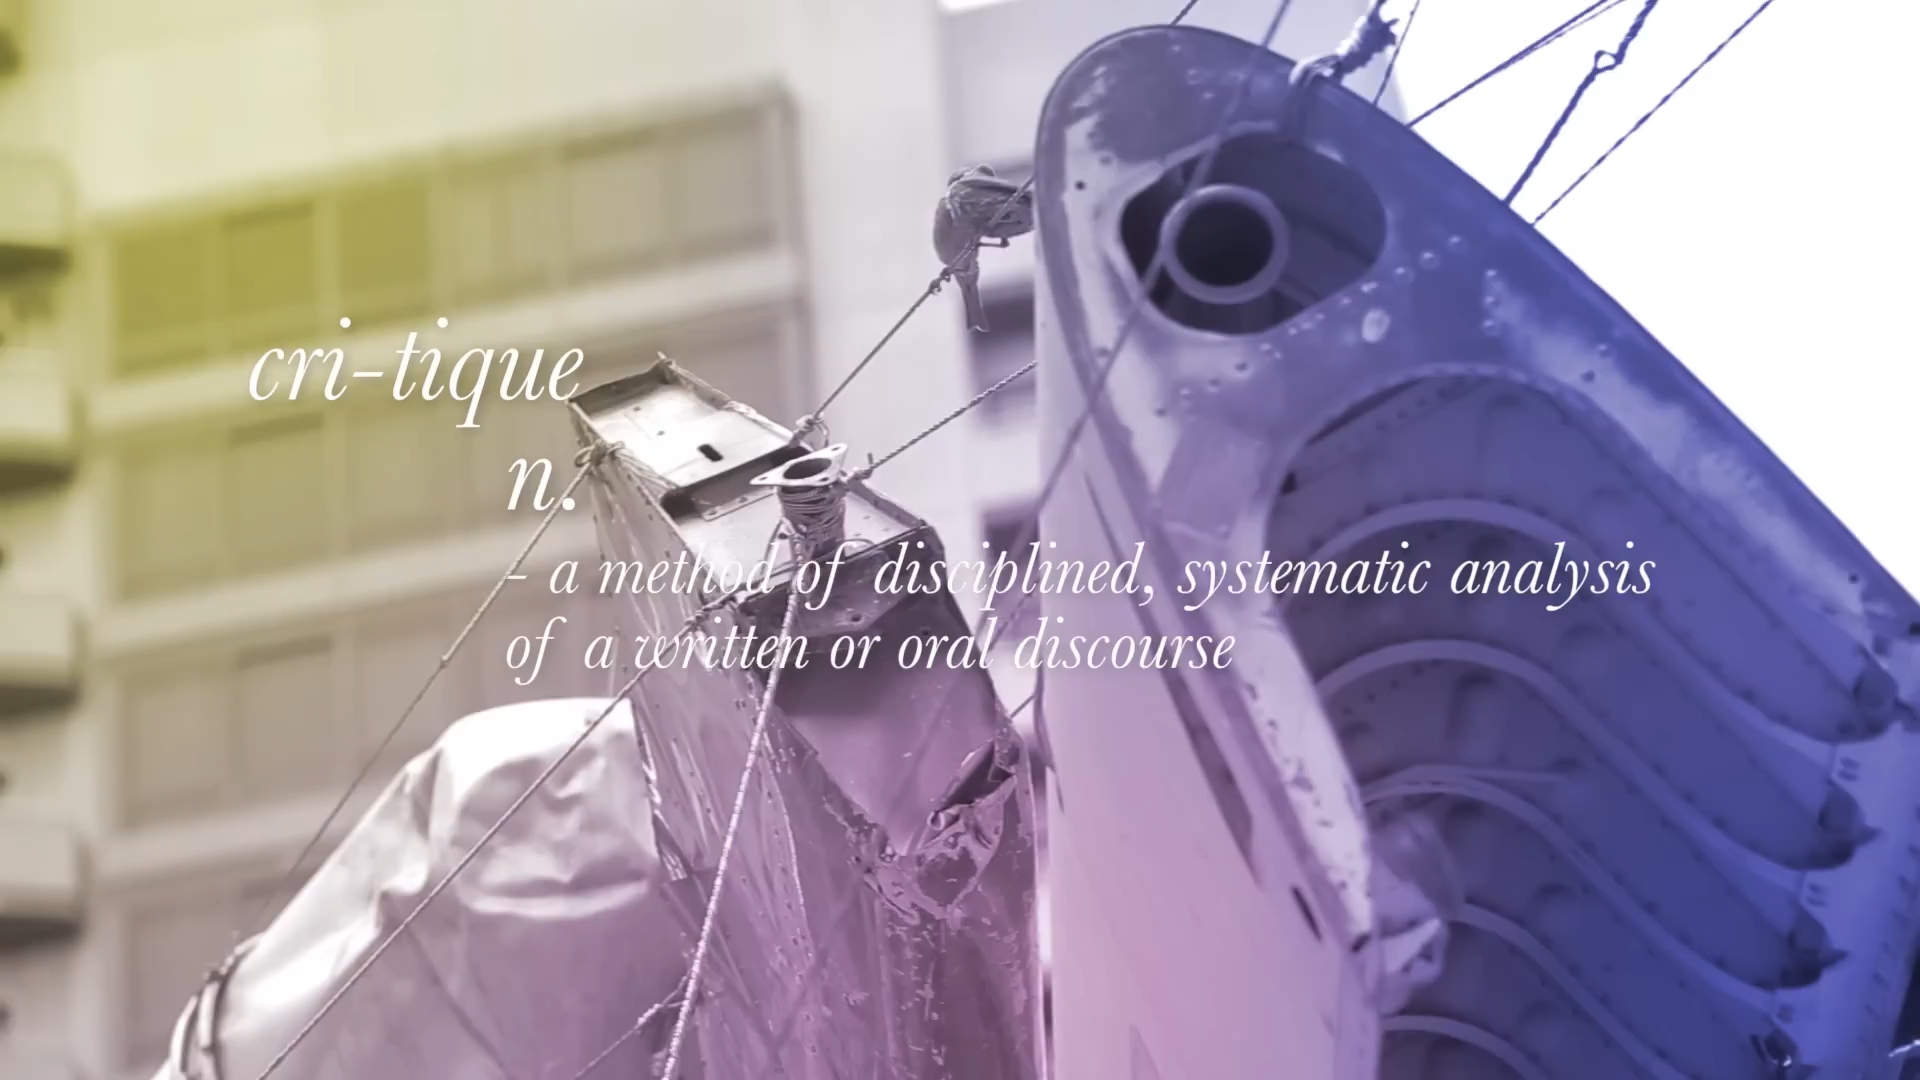 cri-tique
n.
- a method of disciplined, systematic analysis
of a written or oral discourse